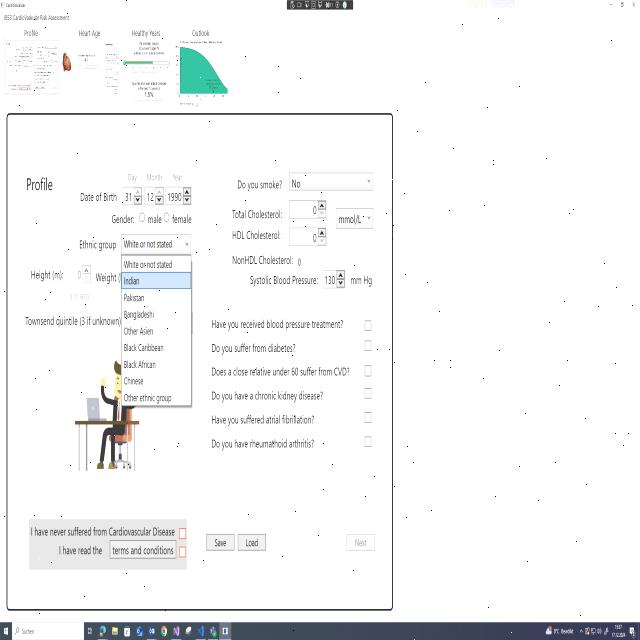 CardioVascular
JBS3 CardioVascular Risk Assessment
Profile
Heart Age
Healthy Years
Outlook
Profile
Day Month Year
Date of Birth 31 12 1990
Gender: male female
Ethnic group White or not stated
White or not stated
Indian
Pakistan
Bangladeshi
Other Asien
Black Caribbean
Black African
Chinese
Other ethnic group
Height (m): 0 Weight (
Townsend quintile (3 if unknown)
Do you smoke? No
Total Cholesterol: 0
mmol/L
HDL Cholesterol: 0
NonHDL Cholesterol: 0
Systolic Blood Pressure: 130 mm Hg
Have you received blood pressure treatment?
Do you suffer from diabetes?
Does a close relative under 60 suffer from CVD?
Do you have a chronic kidney disease?
Have you suffered atrial fibrillation?
Do you have rheumathoid arthritis?
I have never suffered from Cardiovascular Disease
I have read the terms and conditions
Save Load Next
Suchen